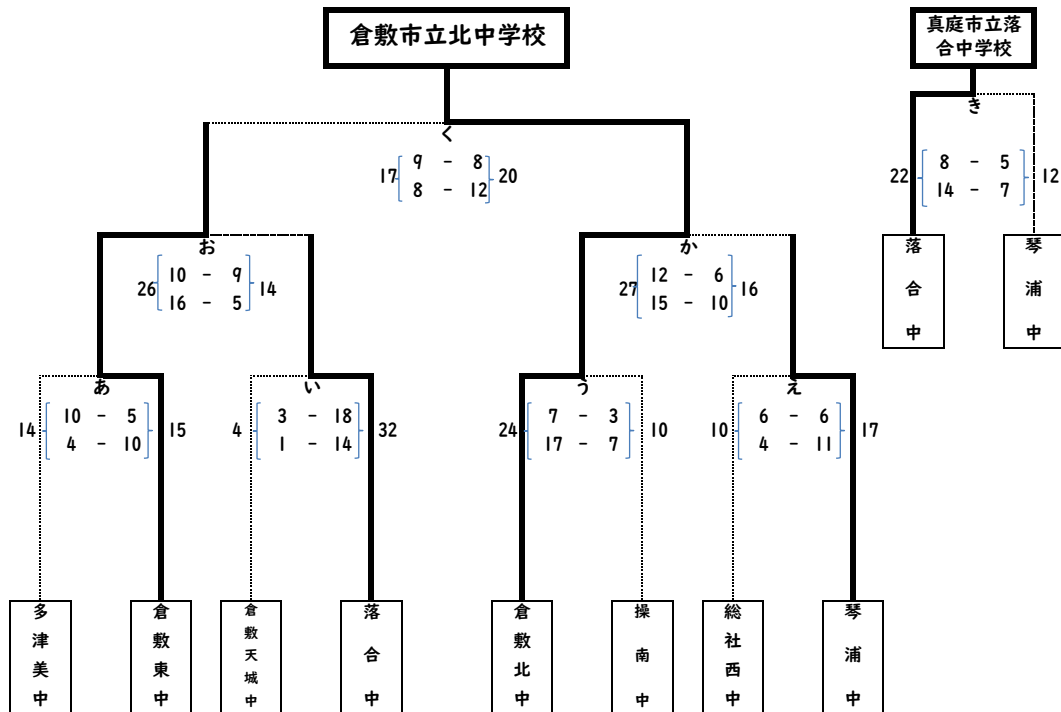 倉敷市立北中学校
真庭市立落
合中学校
く
9 - 8
17 20
8 - 12
き
8 - 5
22 12
14 - 7
落合中
琴浦中
お
10 - 9
26 14
16 - 5
か
12 - 6
27 16
15 - 10
あ
10 - 5
14 15
4 - 10
い
3 - 18
4 32
1 - 14
う
7 - 3
24 10
17 - 7
え
6 - 6
10 17
4 - 11
多津美中
倉敷東中
倉敷天城中
落合中
倉敷北中
操南中
総社西中
琴浦中